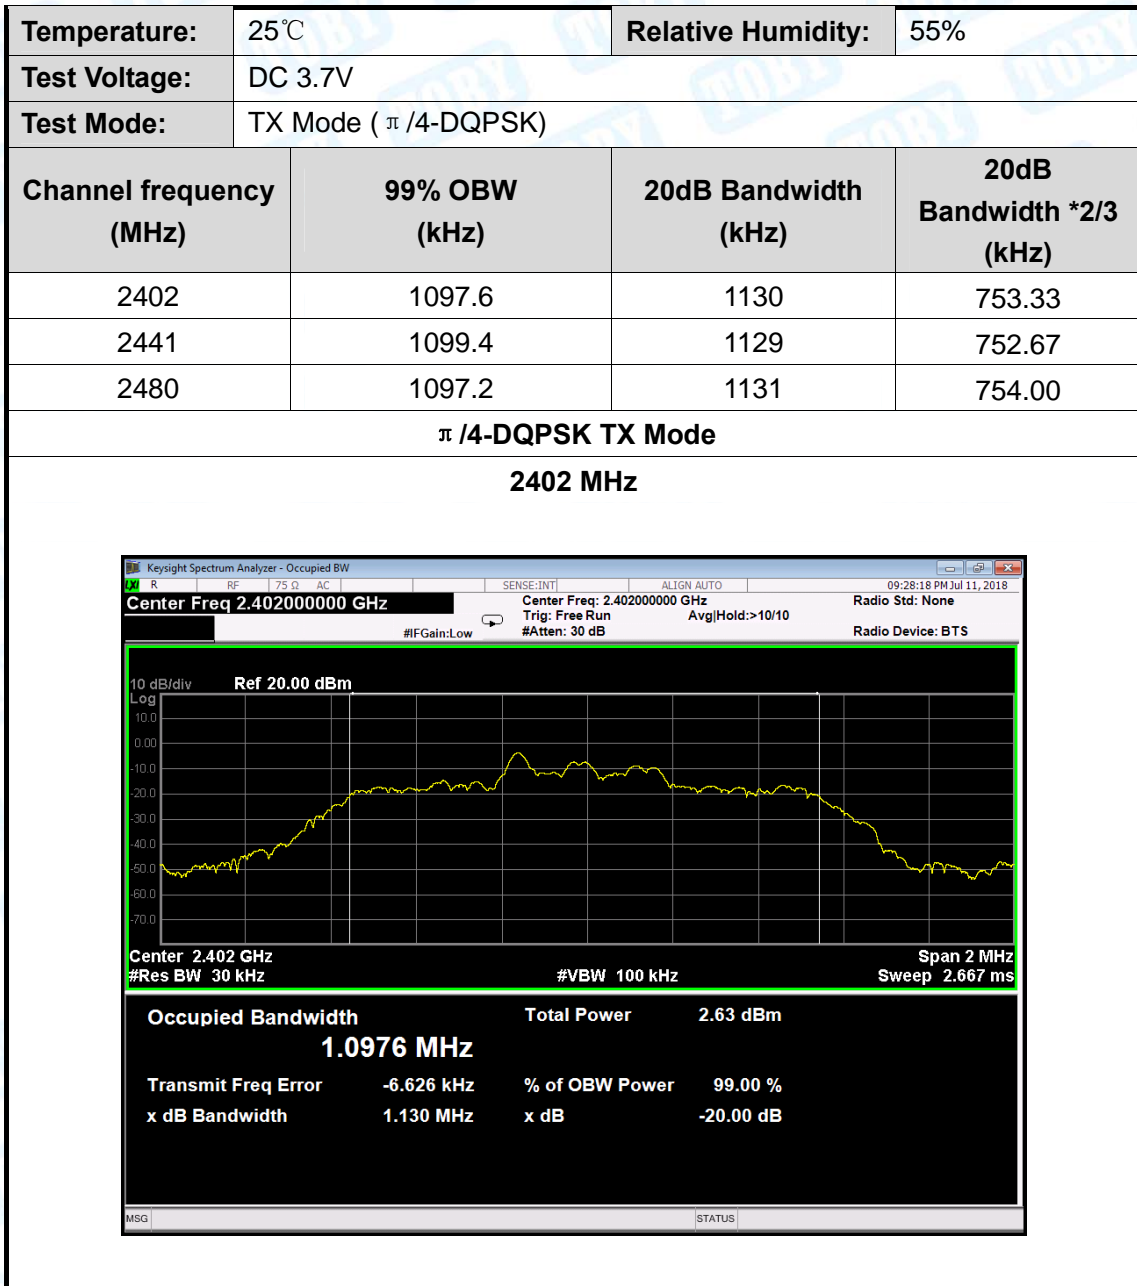 Temperature: 25℃ Relative Humidity: 55%
Test Voltage: DC 3.7V
Test Mode: TX Mode (π/4-DQPSK)
Channel frequency (MHz) 99% OBW (kHz) 20dB Bandwidth (kHz) 20dB Bandwidth *2/3 (kHz)
2402 1097.6 1130 753.33
2441 1099.4 1129 752.67
2480 1097.2 1131 754.00
π/4-DQPSK TX Mode
2402 MHz
Keysight Spectrum Analyzer - Occupied BW
LXI R RF 75 Ω AC SENSE:INT ALIGN AUTO 09:28:18 PM Jul 11, 2018
Center Freq 2.402000000 GHz Center Freq: 2.402000000 GHz Radio Std: None
Trig: Free Run Avg|Hold:>10/10
#IFGain:Low #Atten: 30 dB Radio Device: BTS
10 dB/div Ref 20.00 dBm
Log
10.0
0.00
-10.0
-20.0
-30.0
-40.0
-50.0
-60.0
-70.0
Center 2.402 GHz Span 2 MHz
#Res BW 30 kHz #VBW 100 kHz Sweep 2.667 ms
Occupied Bandwidth Total Power 2.63 dBm
1.0976 MHz
Transmit Freq Error -6.626 kHz % of OBW Power 99.00 %
x dB Bandwidth 1.130 MHz x dB -20.00 dB
MSG STATUS
TOBY